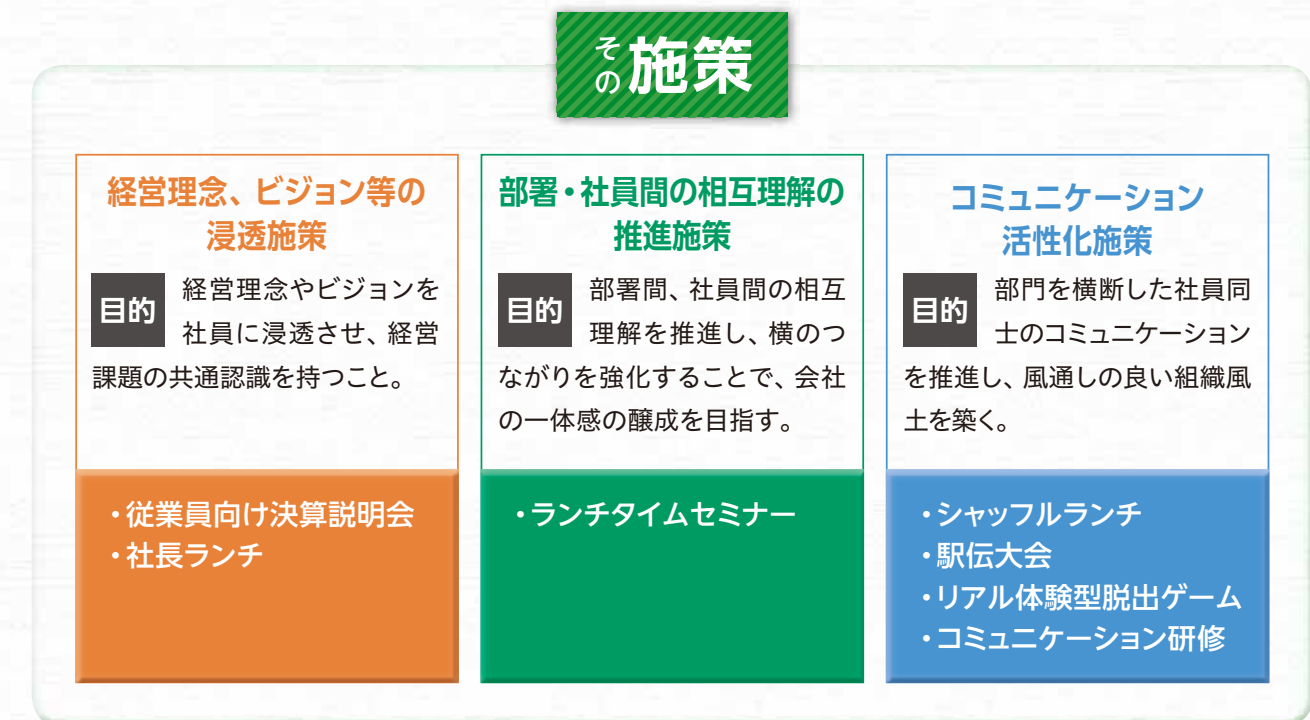 その施策
経営理念、ビジョン等の
浸透施策
目的
経営理念やビジョンを
社員に浸透させ、経営
課題の共通認識を持つこと。
・従業員向け決算説明会
・社長ランチ
部署・社員間の相互理解の
推進施策
目的
部署間、社員間の相互
理解を推進し、横のつ
ながりを強化することで、会社
の一体感の醸成を目指す。
・ランチタイムセミナー
コミュニケーション
活性化施策
目的
部門を横断した社員同
士のコミュニケーション
を推進し、風通しの良い組織風
土を築く。
・シャッフルランチ
・駅伝大会
・リアル体験型脱出ゲーム
・コミュニケーション研修